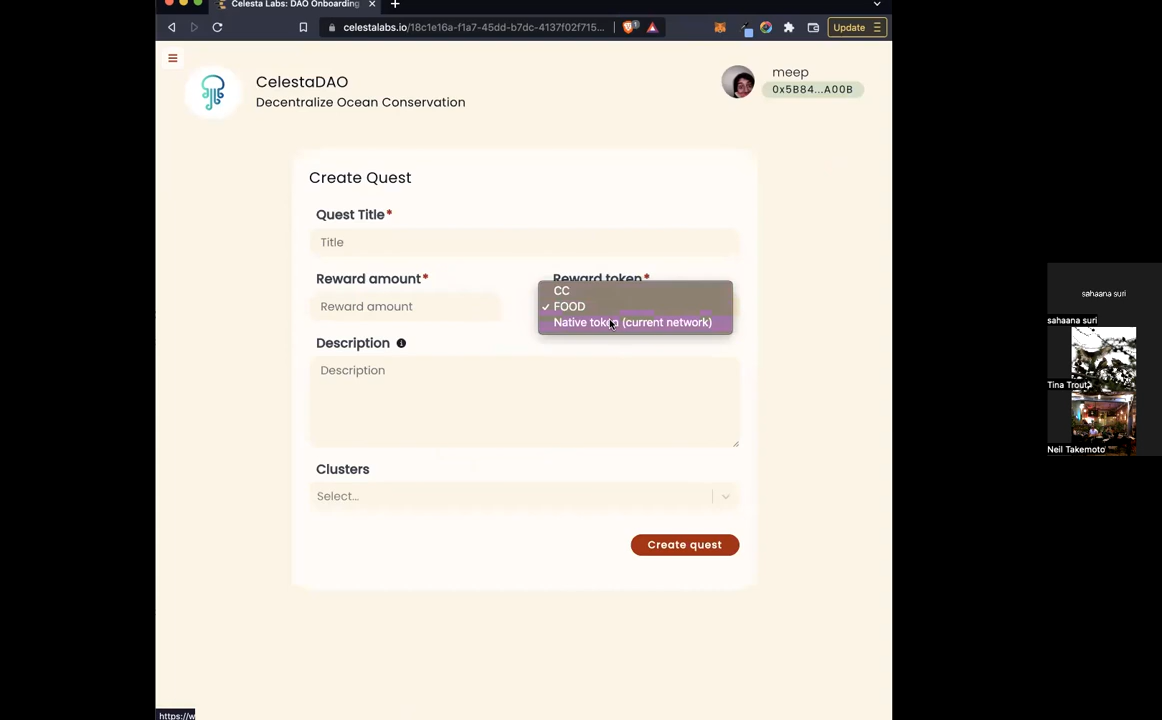 Celesta Labs: DAO Onboarding
celestalabs.io/18c1e16a-f1a7-45dd-b7dc-4137f02f715...
1
Update
CelestaDAO
Decentralize Ocean Conservation
meep
0x5B84...A00B
Create Quest
Quest Title*
Title
Reward amount*
Reward token*
Reward amount
CC
✓ FOOD
Native token (current network)
Description
Description
Clusters
Select...
Create quest
https://w
sahaana suri
sahaana suri
Tina Trout
Neil Takemoto